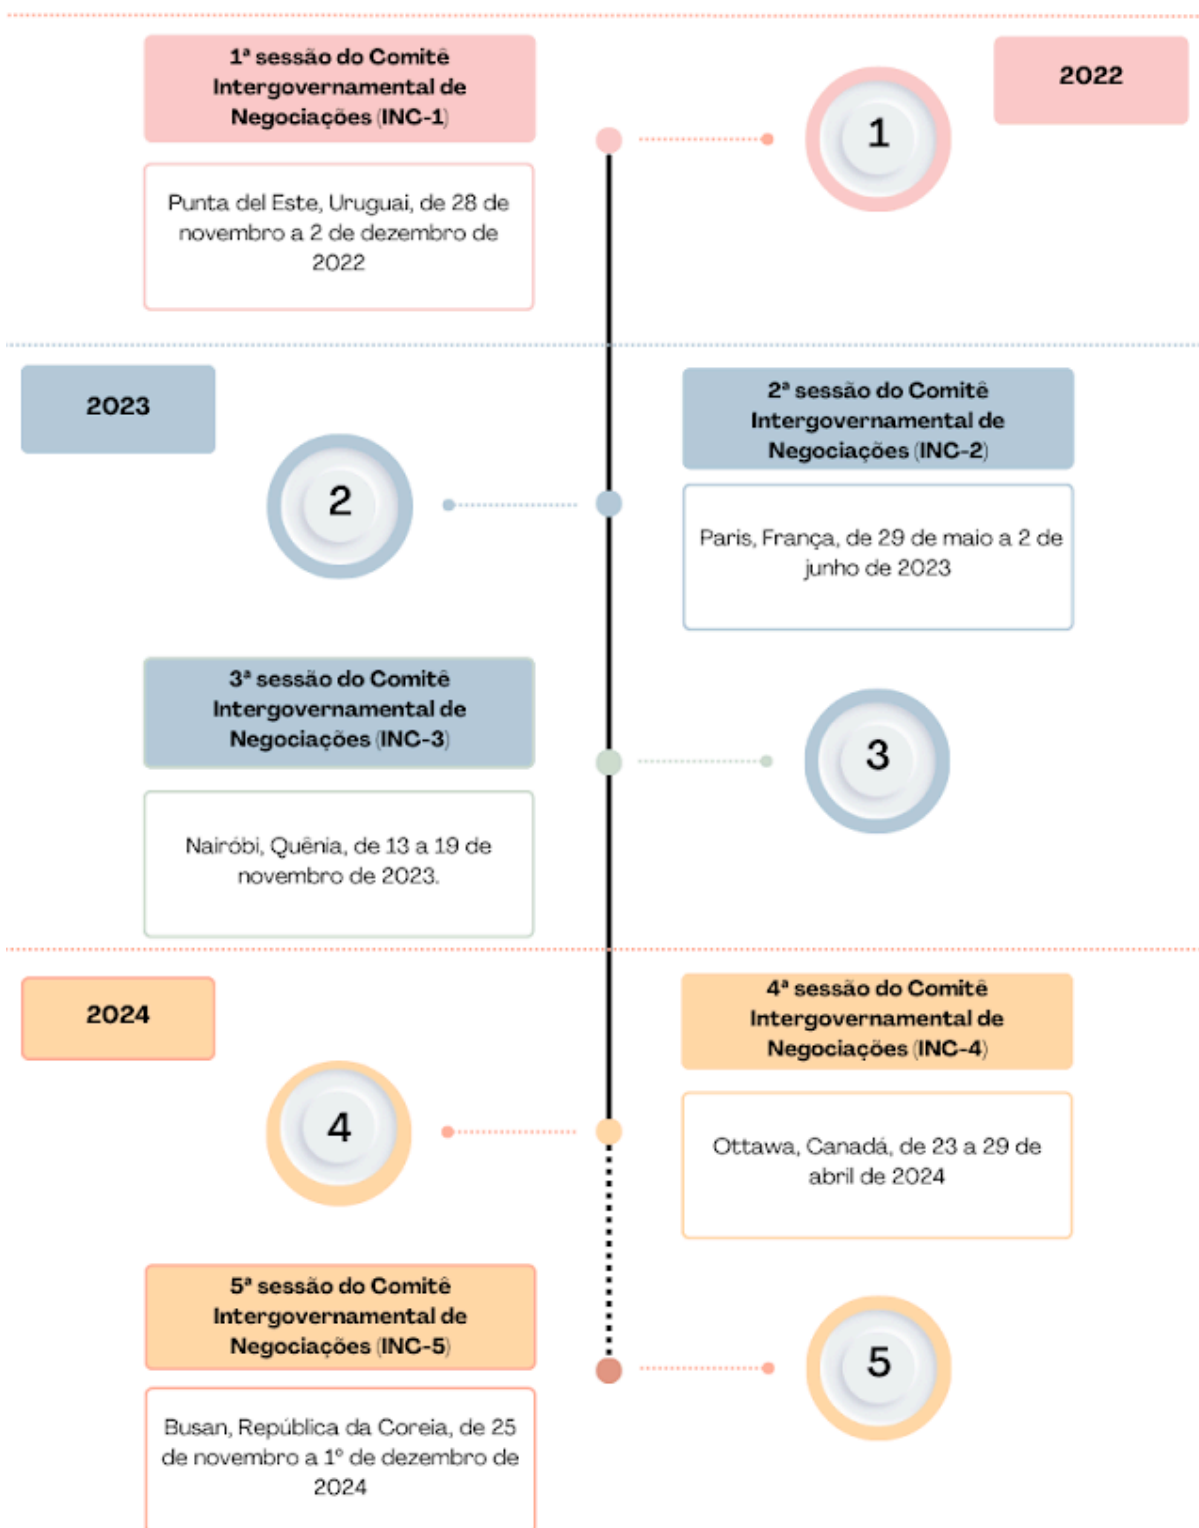 1ª sessão do Comitê
Intergovernamental de
Negociações (INC-1)
2022
1
Punta del Este, Uruguai, de 28 de
novembro a 2 de dezembro de
2022
2023
2ª sessão do Comitê
Intergovernamental de
Negociações (INC-2)
2
Paris, França, de 29 de maio a 2 de
junho de 2023
3ª sessão do Comitê
Intergovernamental de
Negociações (INC-3)
3
Nairóbi, Quênia, de 13 a 19 de
novembro de 2023.
2024
4ª sessão do Comitê
Intergovernamental de
Negociações (INC-4)
4
Ottawa, Canadá, de 23 a 29 de
abril de 2024
5ª sessão do Comitê
Intergovernamental de
Negociações (INC-5)
5
Busan, República da Coreia, de 25
de novembro a 1º de dezembro de
2024